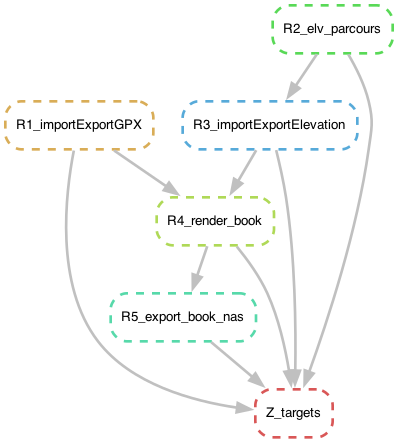 R2_elv_parcours
R1_importExportGPX
R3_importExportElevation
R4_render_book
R5_export_book_nas
Z_targets